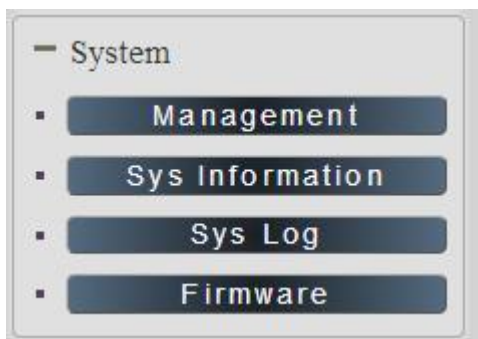 System
Management
Sys Information
Sys Log
Firmware